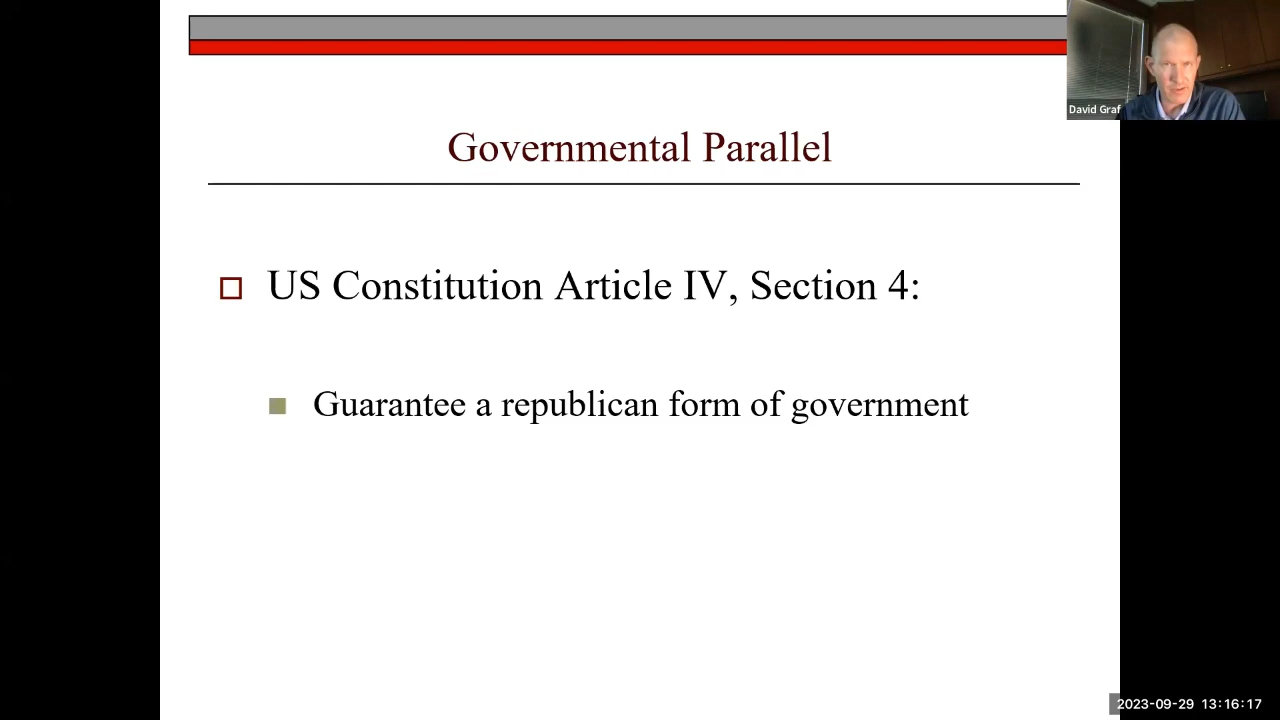 David Graf
Governmental Parallel
US Constitution Article IV, Section 4:
Guarantee a republican form of government
2023-09-29 13:16:17